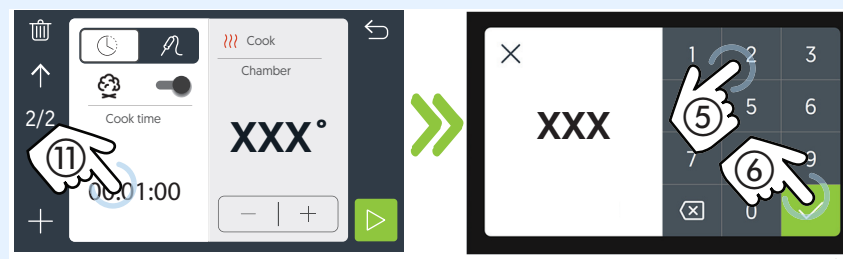 Cook
Chamber
2/2
Cook time
XXX°
⑪
00:01:00
− | +
XXX
1 2 3
⑤ 5 6
7 ⑥ 9
0